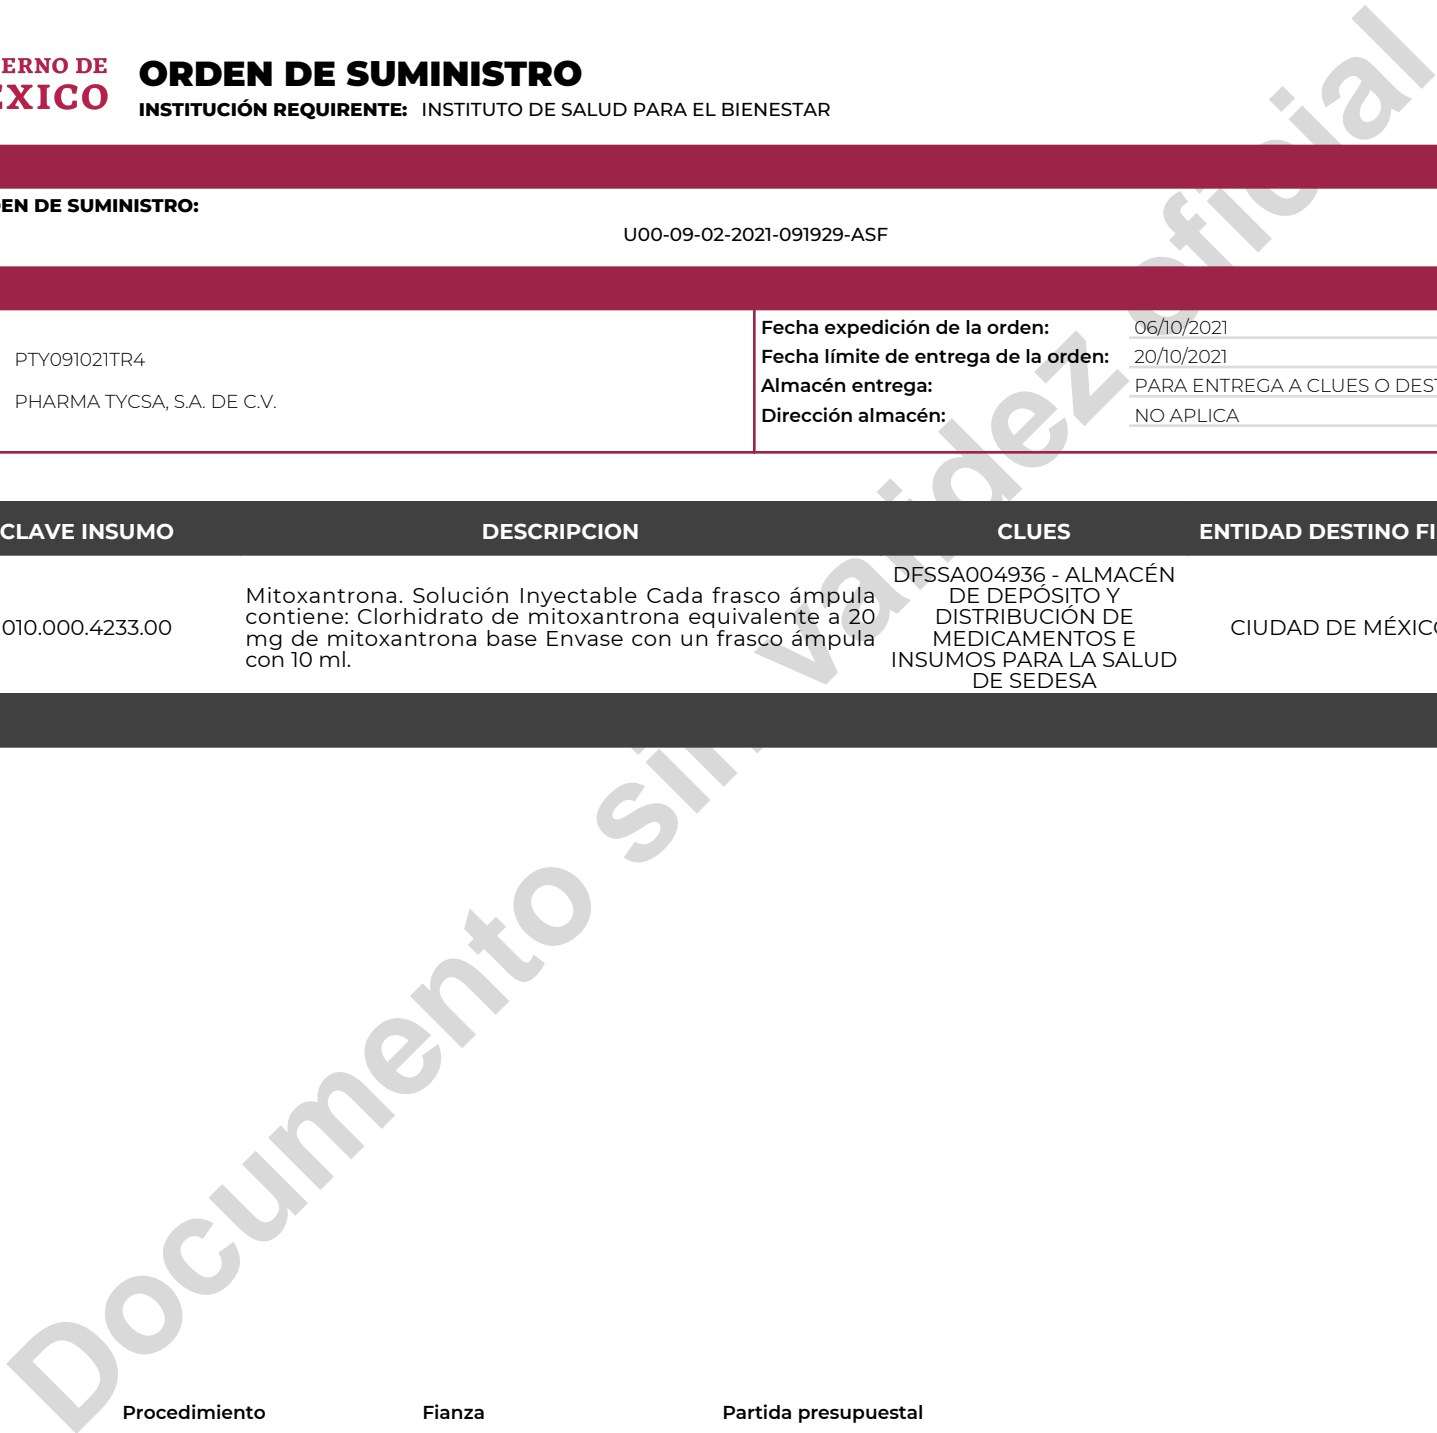 ERNO DE
ÉXICO
ORDEN DE SUMINISTRO
INSTITUCIÓN REQUIRENTE: INSTITUTO DE SALUD PARA EL BIENESTAR
EN DE SUMINISTRO:
U00-09-02-2021-091929-ASF
PTY091021TR4
PHARMA TYCSA, S.A. DE C.V.
Fecha expedición de la orden: 06/10/2021
Fecha límite de entrega de la orden: 20/10/2021
Almacén entrega: PARA ENTREGA A CLUES O DEST
Dirección almacén: NO APLICA
CLAVE INSUMO DESCRIPCION CLUES ENTIDAD DESTINO FI
010.000.4233.00
Mitoxantrona. Solución Inyectable Cada frasco ámpula
contiene: Clorhidrato de mitoxantrona equivalente a 20
mg de mitoxantrona base Envase con un frasco ámpula
con 10 ml.
DFSSA004936 - ALMACÉN
DE DEPÓSITO Y
DISTRIBUCIÓN DE
MEDICAMENTOS E
INSUMOS PARA LA SALUD
DE SEDESA
CIUDAD DE MÉXICO
Documento sin validez oficial
Procedimiento Fianza Partida presupuestal